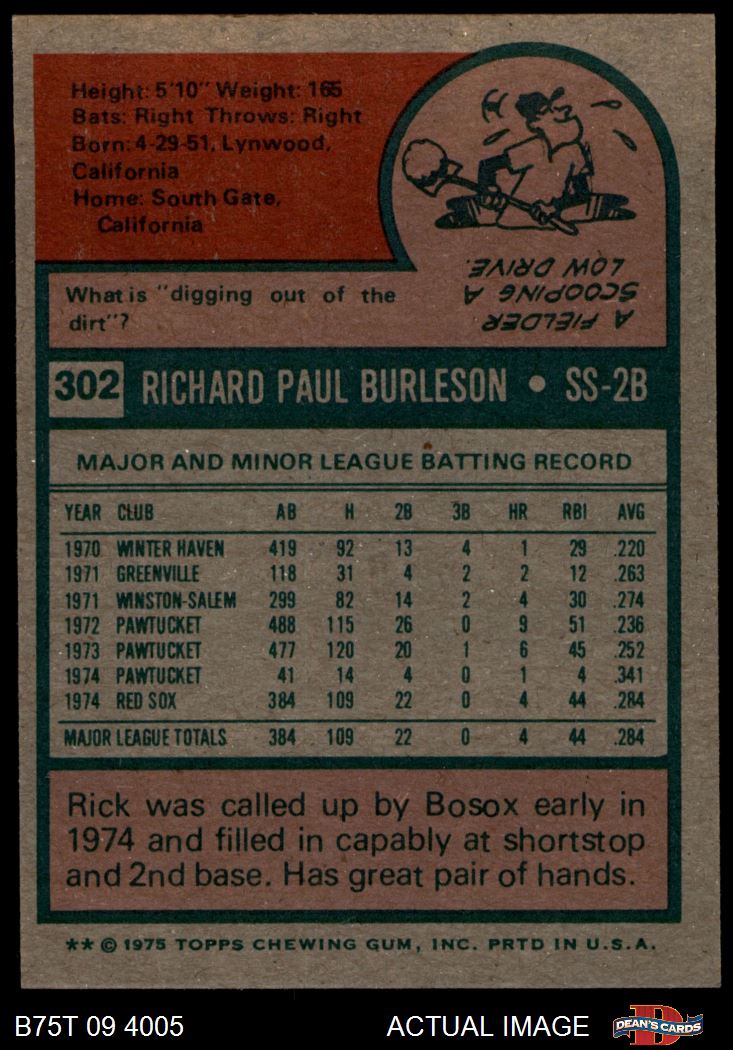 Height: 5'10" Weight: 165
Bats: Right Throws: Right
Born: 4-29-51, Lynwood,
California
Home: South Gate,
California
What is "digging out of the
dirt"?
A FIELDER
SCOOPING A
LOW DRIVE.
302 RICHARD PAUL BURLESON • SS-2B
MAJOR AND MINOR LEAGUE BATTING RECORD
YEAR CLUB AB H 2B 3B HR RBI AVG
1970 WINTER HAVEN 419 92 13 4 1 29 .220
1971 GREENVILLE 118 31 4 2 2 12 .263
1971 WINSTON-SALEM 299 82 14 2 4 30 .274
1972 PAWTUCKET 488 115 26 0 9 51 .236
1973 PAWTUCKET 477 120 20 1 6 45 .252
1974 PAWTUCKET 41 14 4 0 1 4 .341
1974 RED SOX 384 109 22 0 4 44 .284
MAJOR LEAGUE TOTALS 384 109 22 0 4 44 .284
Rick was called up by Bosox early in
1974 and filled in capably at shortstop
and 2nd base. Has great pair of hands.
** © 1975 TOPPS CHEWING GUM, INC. PRTD IN U.S.A.
B75T 09 4005 ACTUAL IMAGE D DEAN'S CARDS